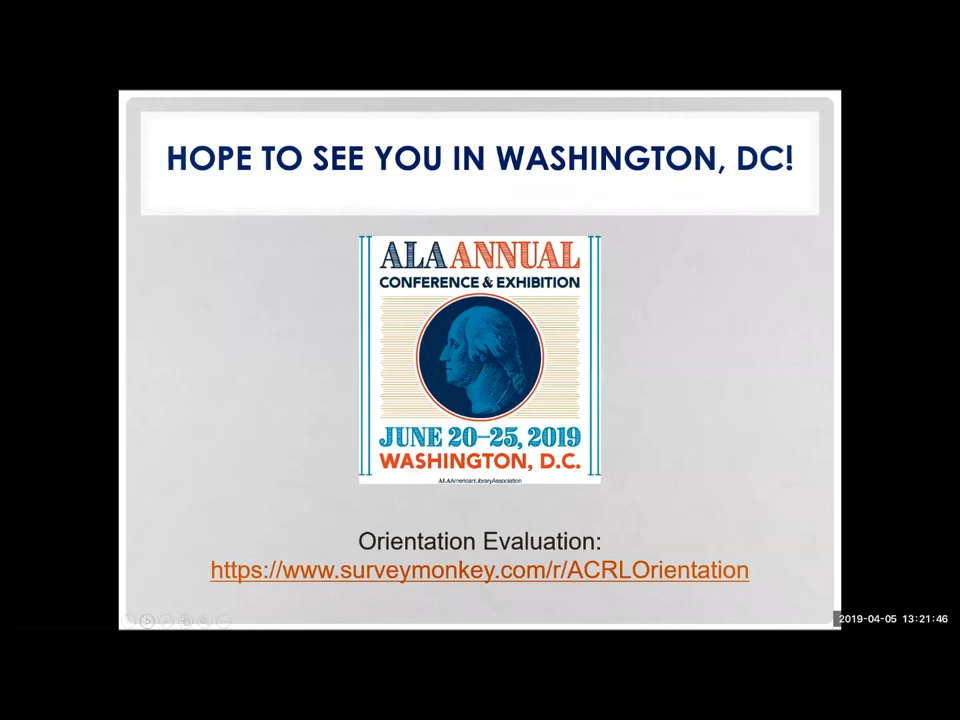 HOPE TO SEE YOU IN WASHINGTON, DC!
ALA ANNUAL
CONFERENCE & EXHIBITION
JUNE 20–25, 2019
WASHINGTON, D.C.
ALAAmericanLibraryAssociation
Orientation Evaluation:
https://www.surveymonkey.com/r/ACRLOrientation
2019-04-05 13:21:46